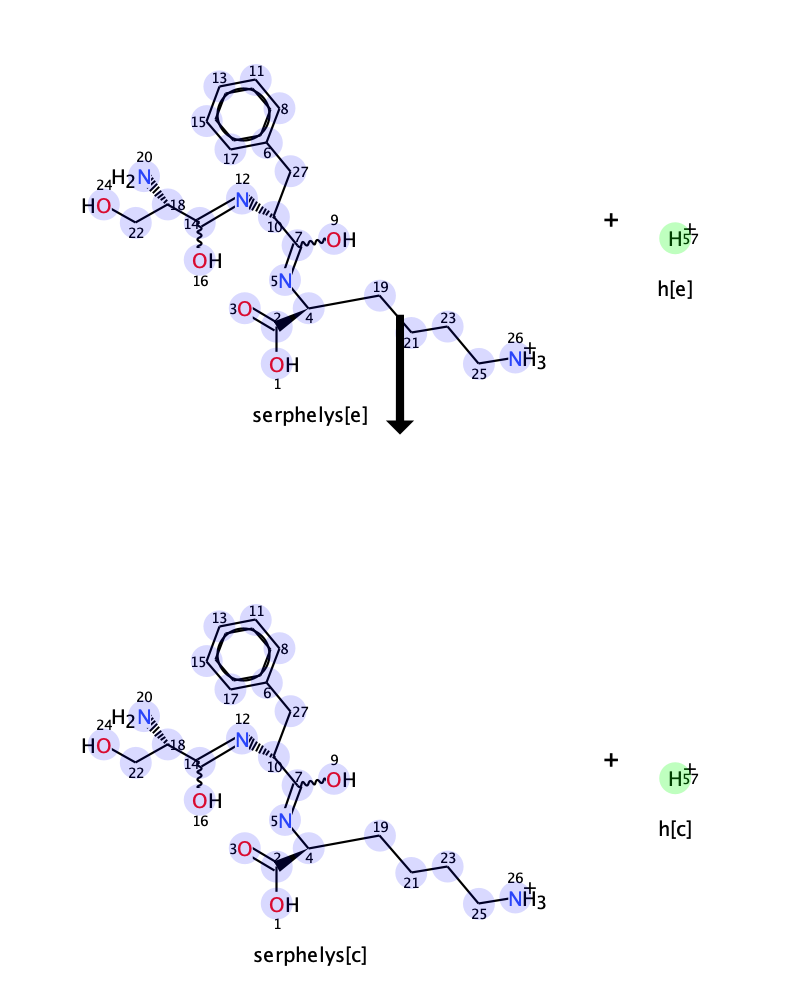 11
13
8
15
6
17
27
20
H2N
12
N
24
HO
18
14
10
22
7
9
OH
OH
16
5
N
3
O
2
4
OH
1
19
21
23
25
26
NH3
+
+
H
+
57
h[e]
serphelys[e]
11
13
8
15
6
17
27
20
H2N
12
N
24
HO
18
14
10
22
7
9
OH
OH
16
5
N
3
O
2
4
OH
1
19
21
23
25
26
NH3
+
+
H
+
57
h[c]
serphelys[c]